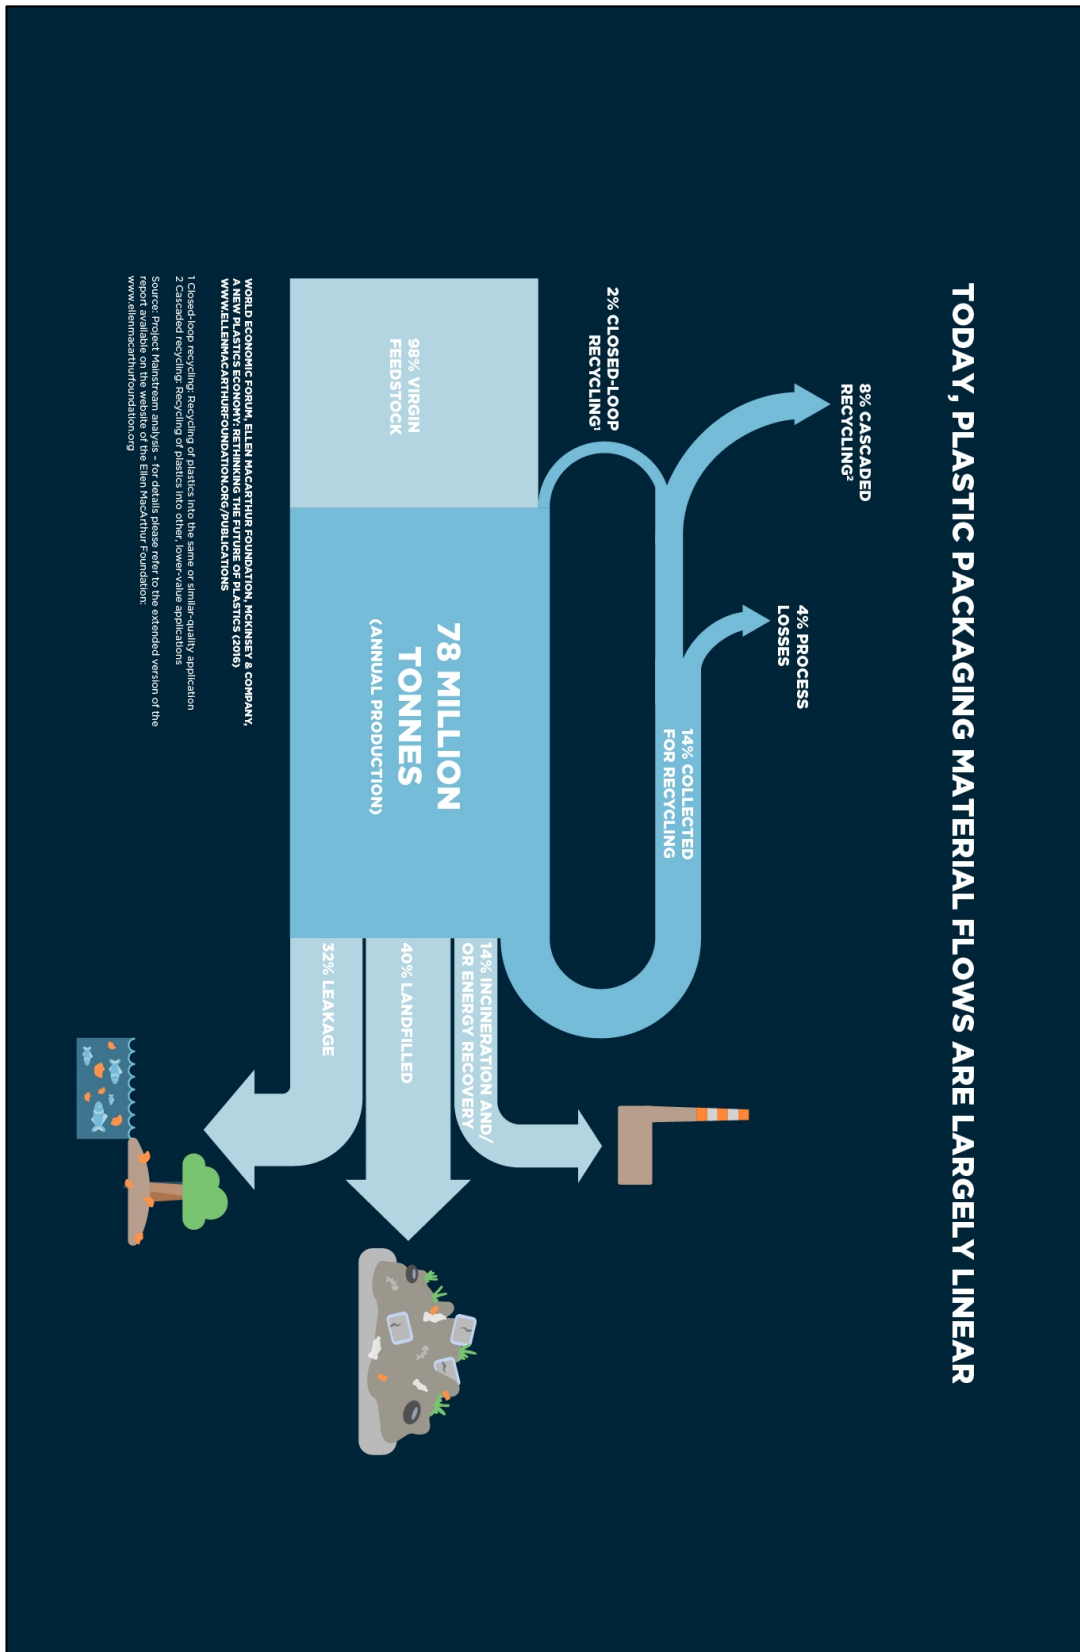 TODAY, PLASTIC PACKAGING MATERIAL FLOWS ARE LARGELY LINEAR
8% CASCADED
RECYCLING²
4% PROCESS
LOSSES
2% CLOSED-LOOP
RECYCLING¹
14% COLLECTED
FOR RECYCLING
98% VIRGIN
FEEDSTOCK
78 MILLION
TONNES
(ANNUAL PRODUCTION)
14% INCINERATION AND/
OR ENERGY RECOVERY
40% LANDFILLED
32% LEAKAGE
WORLD ECONOMIC FORUM, ELLEN MACARTHUR FOUNDATION, MCKINSEY & COMPANY,
A NEW PLASTICS ECONOMY: RETHINKING THE FUTURE OF PLASTICS (2016)
WWW.ELLENMACARTHURFOUNDATION.ORG/PUBLICATIONS
1 Closed-loop recycling: Recycling of plastics into the same or similar-quality application
2 Cascaded recycling: Recycling of plastics into other, lower-value applications
Source: Project Mainstream analysis – for details please refer to the extended version of the
report available on the website of the Ellen MacArthur Foundation:
www.ellenmacarthurfoundation.org